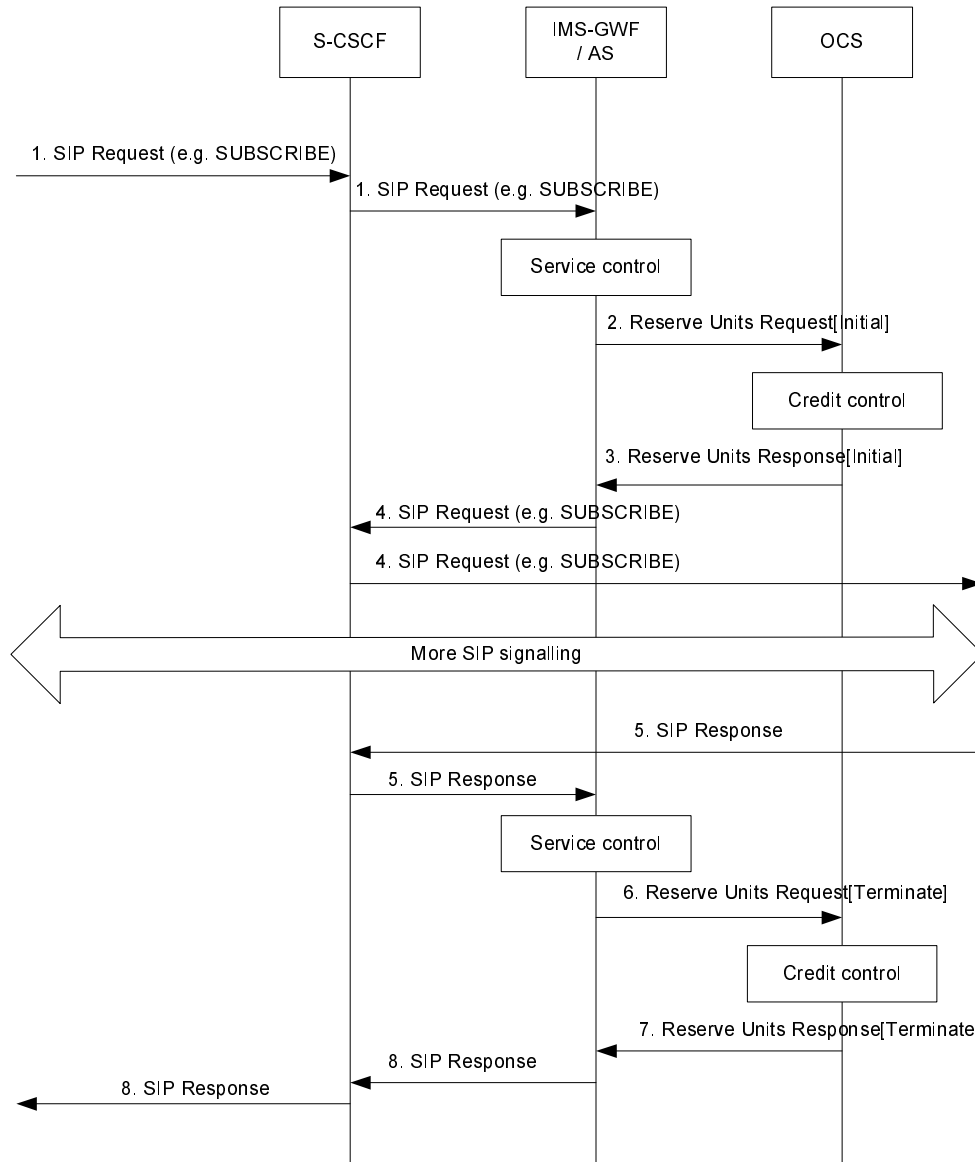 S-CSCF
IMS-GWF
/ AS
OCS
1. SIP Request (e.g. SUBSCRIBE)
1. SIP Request (e.g. SUBSCRIBE)
Service control
2. Reserve Units Request[Initial]
Credit control
3. Reserve Units Response[Initial]
4. SIP Request (e.g. SUBSCRIBE)
4. SIP Request (e.g. SUBSCRIBE)
More SIP signalling
5. SIP Response
5. SIP Response
Service control
6. Reserve Units Request[Terminate]
Credit control
7. Reserve Units Response[Terminate
8. SIP Response
8. SIP Response